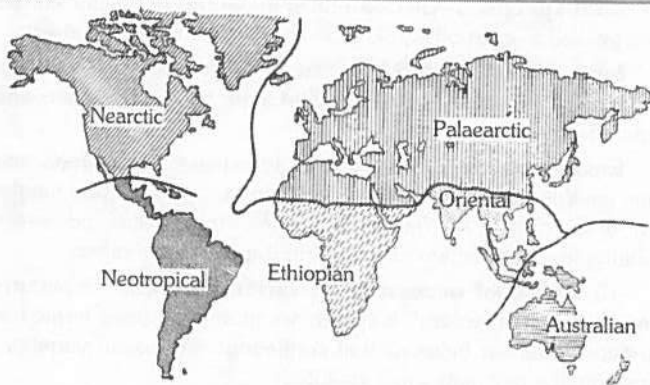 Nearctic
Palaearctic
Oriental
Neotropical
Ethiopian
Australian